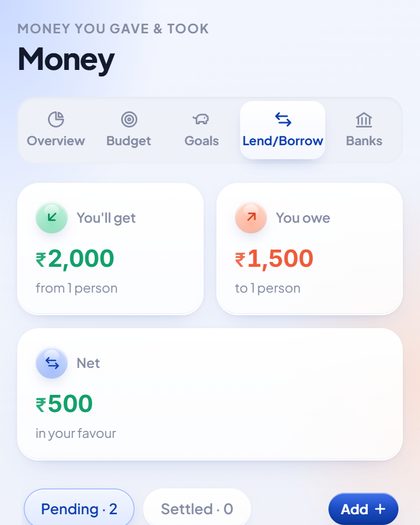 MONEY YOU GAVE & TOOK
Money
Overview
Budget
Goals
Lend/Borrow
Banks
You'll get
₹2,000
from 1 person
You owe
₹1,500
to 1 person
Net
₹500
in your favour
Pending · 2
Settled · 0
Add +